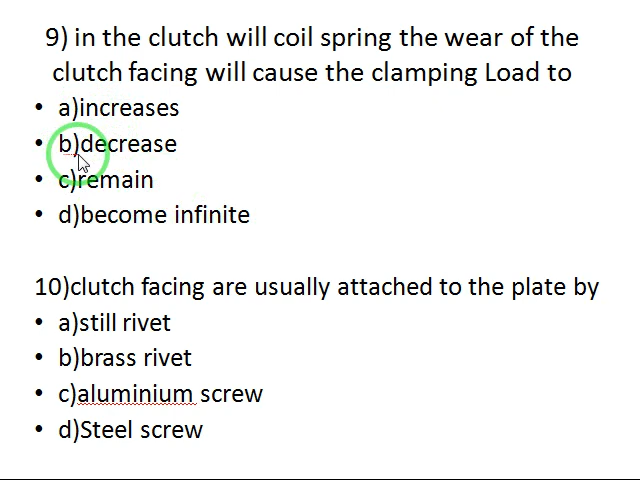 9) in the clutch will coil spring the wear of the
clutch facing will cause the clamping Load to
• a)increases
• b)decrease
• c)remain
• d)become infinite
10)clutch facing are usually attached to the plate by
• a)still rivet
• b)brass rivet
• c)aluminium screw
• d)Steel screw